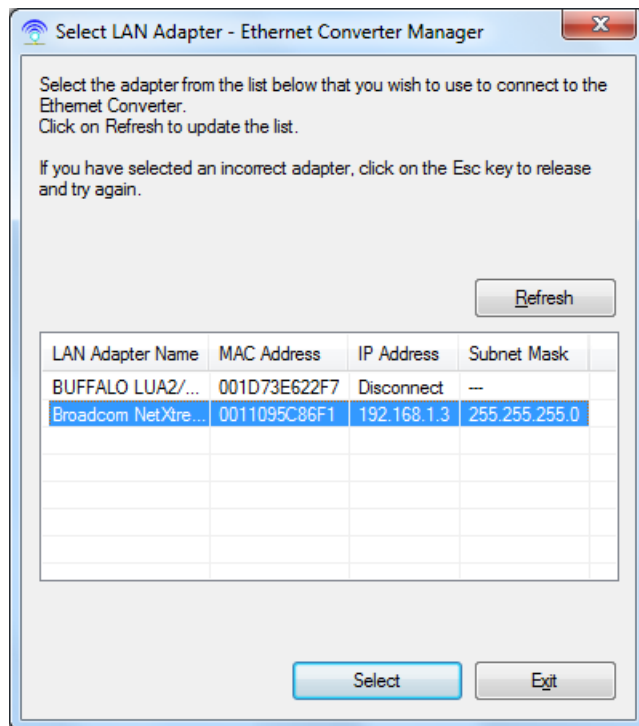 Select LAN Adapter - Ethernet Converter Manager
Select the adapter from the list below that you wish to use to connect to the
Ethernet Converter.
Click on Refresh to update the list.
If you have selected an incorrect adapter, click on the Esc key to release
and try again.
Refresh
LAN Adapter Name MAC Address IP Address Subnet Mask
BUFFALO LUA2/... 001D73E622F7 Disconnect ---
Broadcom NetXtre... 0011095C86F1 192.168.1.3 255.255.255.0
Select Exit